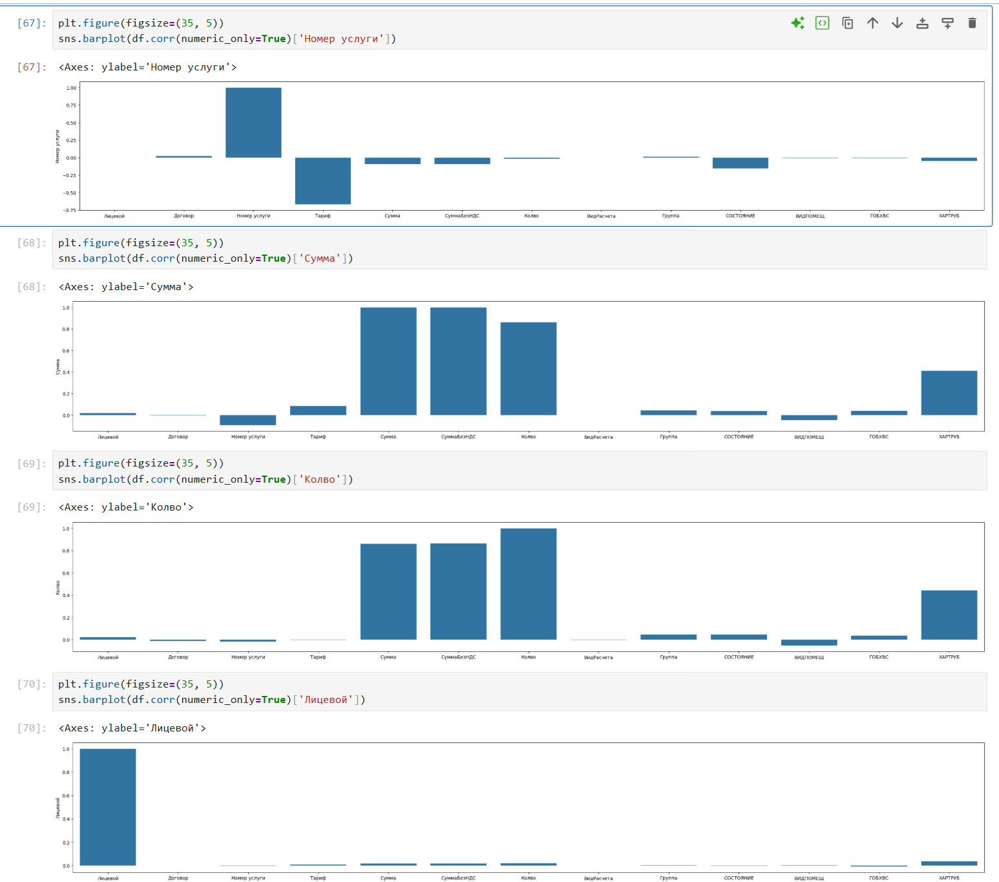 [67]: plt.figure(figsize=(35, 5))
sns.barplot(df.corr(numeric_only=True)['Номер услуги'])
[67]: <Axes: ylabel='Номер услуги'>
1.00
0.75
0.50
0.25
0.00
−0.25
−0.50
−0.75
Номер услуги
Лицевой Договор Номер услуги Тариф Сумма СуммаБезНДС Колво ВидРасчета Группа СОСТОЯНИЕ ВИДПОМЕЩ ГОБХВС ХАРТРУБ
[68]: plt.figure(figsize=(35, 5))
sns.barplot(df.corr(numeric_only=True)['Сумма'])
[68]: <Axes: ylabel='Сумма'>
1.0
0.8
0.6
0.4
0.2
0.0
Сумма
Лицевой Договор Номер услуги Тариф Сумма СуммаБезНДС Колво ВидРасчета Группа СОСТОЯНИЕ ВИДПОМЕЩ ГОБХВС ХАРТРУБ
[69]: plt.figure(figsize=(35, 5))
sns.barplot(df.corr(numeric_only=True)['Колво'])
[69]: <Axes: ylabel='Колво'>
1.0
0.8
0.6
0.4
0.2
0.0
Колво
Лицевой Договор Номер услуги Тариф Сумма СуммаБезНДС Колво ВидРасчета Группа СОСТОЯНИЕ ВИДПОМЕЩ ГОБХВС ХАРТРУБ
[70]: plt.figure(figsize=(35, 5))
sns.barplot(df.corr(numeric_only=True)['Лицевой'])
[70]: <Axes: ylabel='Лицевой'>
1.0
0.8
0.6
0.4
0.2
0.0
Лицевой
Лицевой Договор Номер услуги Тариф Сумма СуммаБезНДС Колво ВидРасчета Группа СОСТОЯНИЕ ВИДПОМЕЩ ГОБХВС ХАРТРУБ